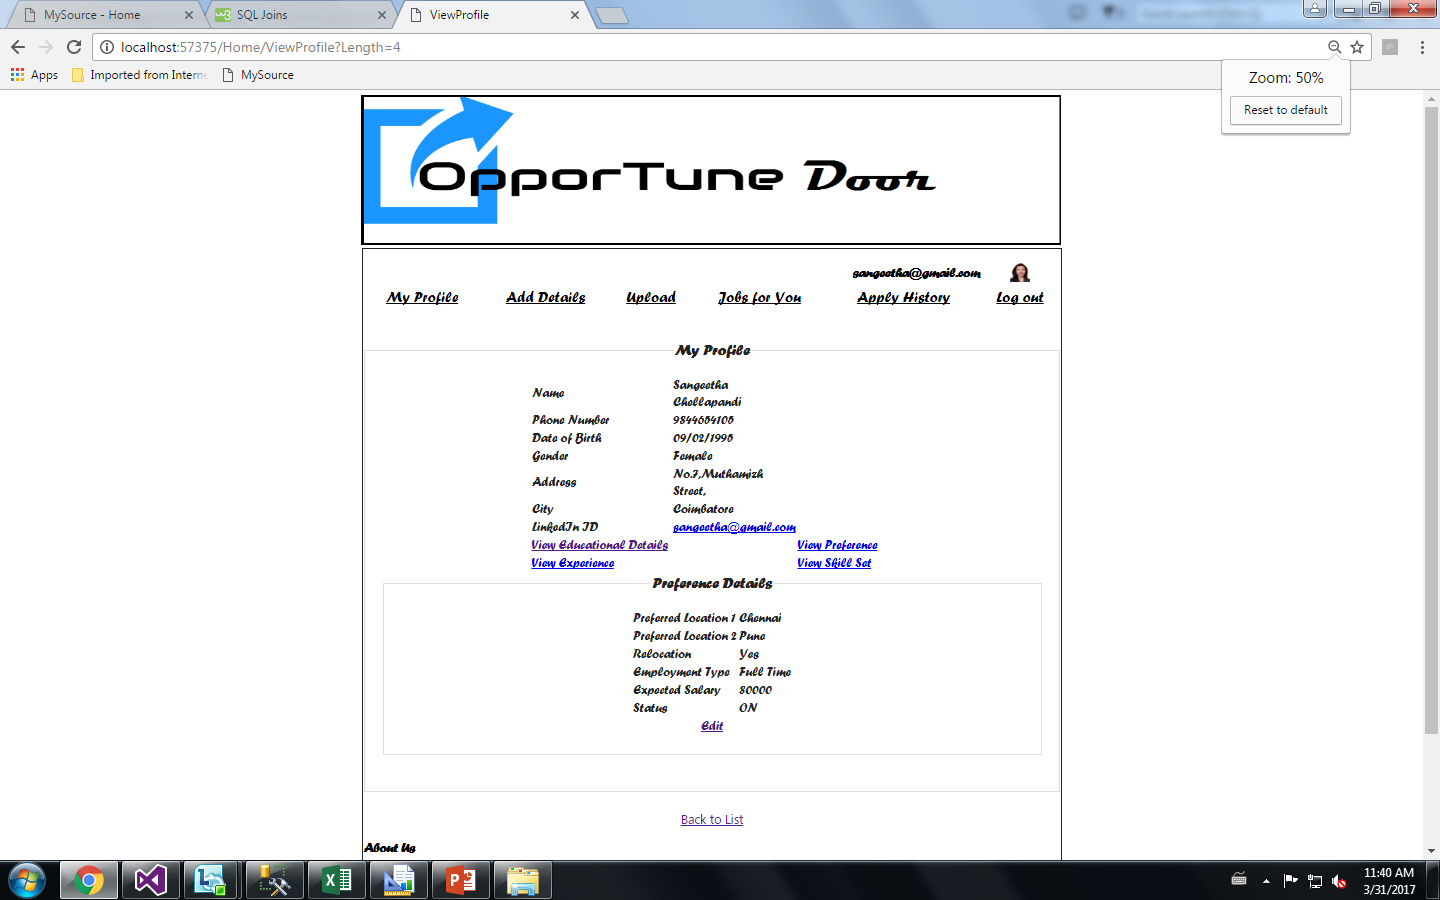 MySource - Home
SQL Joins
ViewProfile
localhost:57375/Home/ViewProfile?Length=4
Apps
Imported from Intern
MySource
Zoom: 50%
Reset to default
OpporTune Door
sangeetha@gmail.com
My Profile Add Details Upload Jobs for You Apply History Log out
My Profile
Name Sangeetha
Chellapandi
Phone Number 9844654105
Date of Birth 09/02/1995
Gender Female
Address No.7,Muthamizh
Street,
City Coimbatore
LinkedIn ID sangeetha@gmail.com
View Educational Details View Preference
View Experience View Skill Set
Preference Details
Preferred Location 1 Chennai
Preferred Location 2 Pune
Relocation Yes
Employment Type Full Time
Expected Salary 80000
Status ON
Edit
Back to List
About Us
11:40 AM
3/31/2017